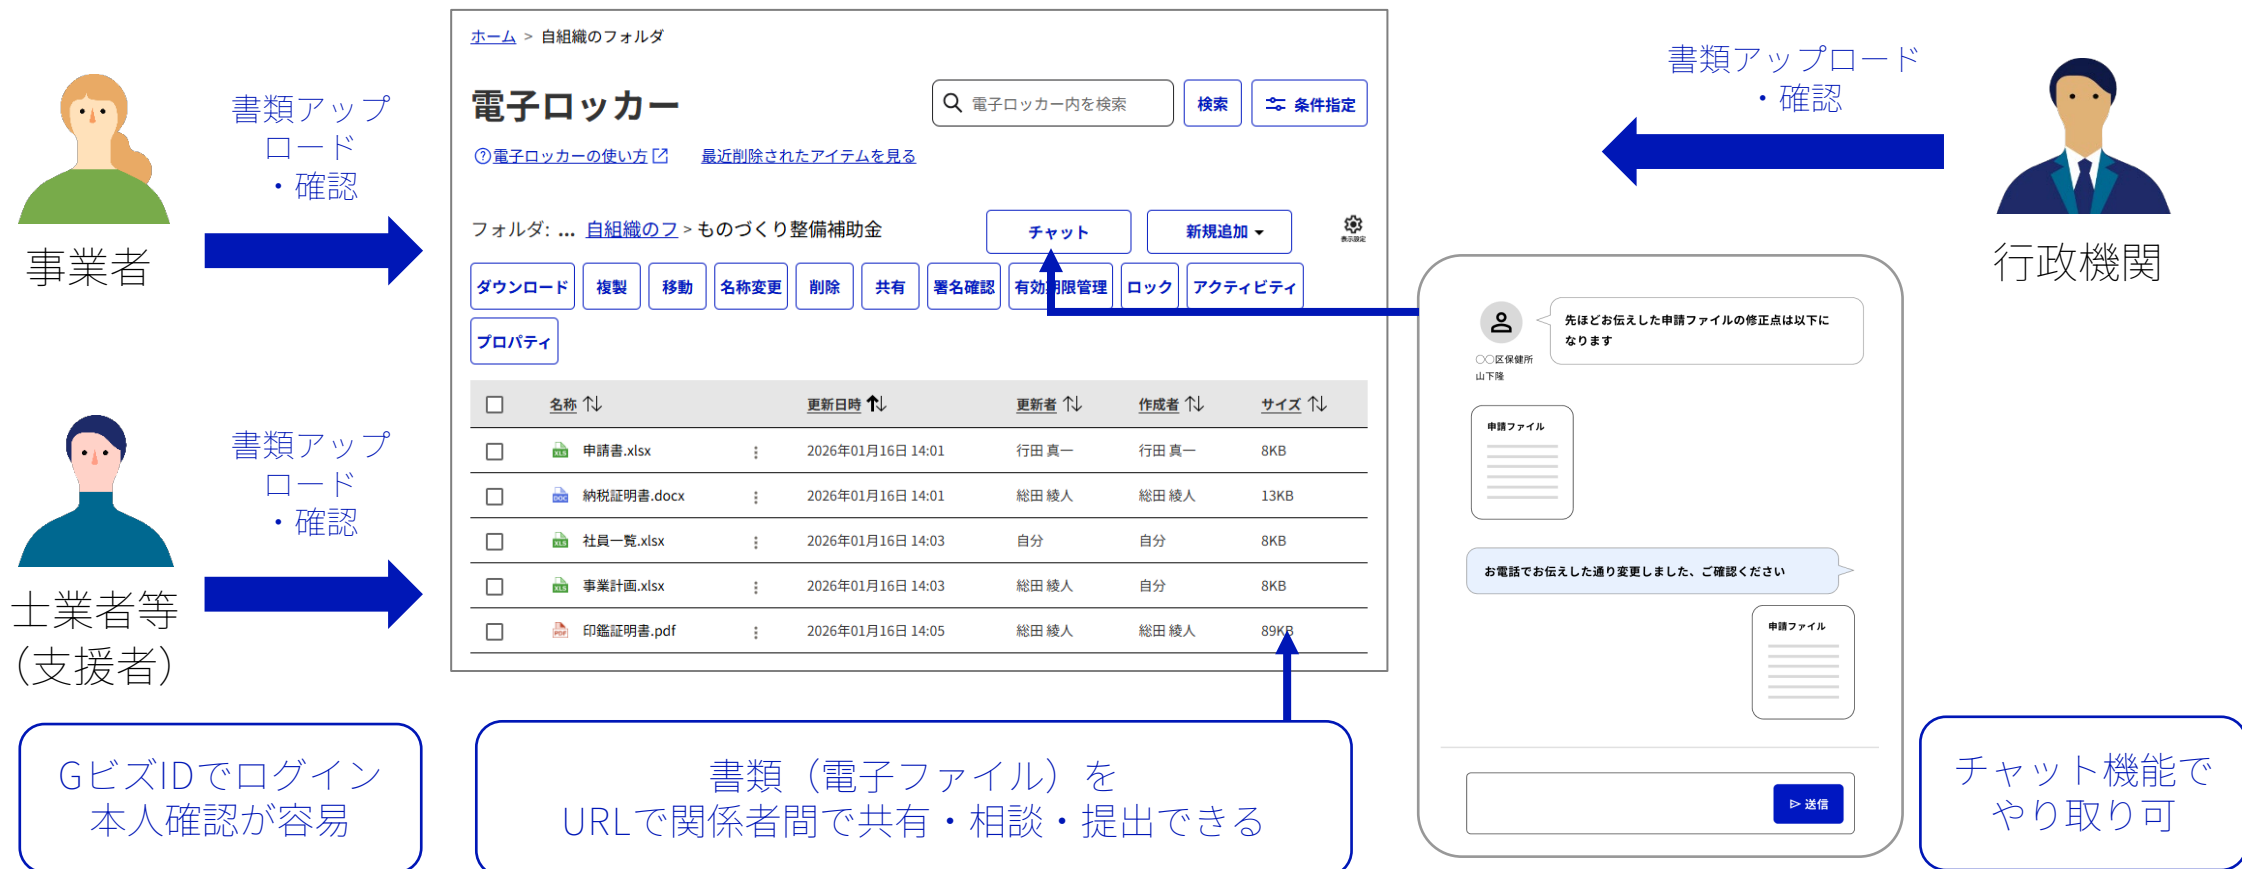 書類アップ
ロード
・確認
事業者
書類アップ
ロード
・確認
士業者等
（支援者）
GビズIDでログイン
本人確認が容易
ホーム > 自組織のフォルダ
電子ロッカー
電子ロッカー内を検索
検索
条件指定
電子ロッカーの使い方
最近削除されたアイテムを見る
フォルダ: ... 自組織のフ > ものづくり整備補助金
チャット
新規追加
表示設定
ダウンロード 複製 移動 名称変更 削除 共有 署名確認 有効期限管理 ロック アクティビティ
プロパティ
名称 更新日時 更新者 作成者 サイズ
XLS 申請書.xlsx 2026年01月16日 14:01 行田 真一 行田 真一 8KB
DOC 納税証明書.docx 2026年01月16日 14:01 総田 綾人 総田 綾人 13KB
XLS 社員一覧.xlsx 2026年01月16日 14:03 自分 自分 8KB
XLS 事業計画.xlsx 2026年01月16日 14:03 総田 綾人 自分 8KB
PDF 印鑑証明書.pdf 2026年01月16日 14:05 総田 綾人 総田 綾人 89KB
書類（電子ファイル）を
URLで関係者間で共有・相談・提出できる
書類アップロード
・確認
行政機関
先ほどお伝えした申請ファイルの修正点は以下に
なります
〇〇区保健所
山下隆
申請ファイル
お電話でお伝えした通り変更しました、ご確認ください
申請ファイル
送信
チャット機能で
やり取り可